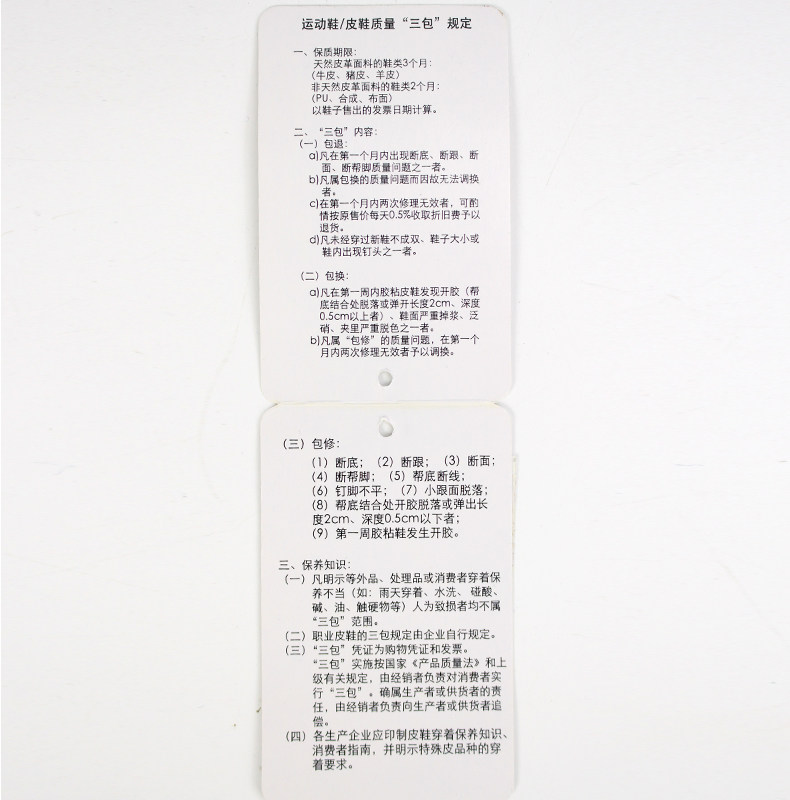 运动鞋/皮鞋质量“三包”规定
一、保质期限：
天然皮革面料的鞋类3个月：
（牛皮、猪皮、羊皮）
非天然皮革面料的鞋类2个月：
（PU、合成、布面）
以鞋子售出的发票日期计算。
二、“三包”内容：
（一）包退：
a)凡在第一个月内出现断底、断跟、断
面、断帮脚质量问题之一者。
b)凡属包换的质量问题而因故无法调换
者。
c)在第一个月内两次修理无效者，可酌
情按原售价每天0.5%收取折旧费予以
退货。
d)凡未经穿过新鞋不成双、鞋子大小或
鞋内出现钉头之一者。
（二）包换：
a)凡在第一周内胶粘皮鞋发现开胶（帮
底结合处脱落或弹开长度2cm、深度
0.5cm以上者）、鞋面严重掉浆、泛
硝、夹里严重脱色之一者。
b)凡属“包修”的质量问题，在第一个
月内两次修理无效者予以调换。
（三）包修：
（1）断底；（2）断跟；（3）断面；
（4）断帮脚；（5）帮底断线；
（6）钉脚不平；（7）小跟面脱落；
（8）帮底结合处开胶脱落或弹出长
度2cm、深度0.5cm以下者；
（9）第一周胶粘鞋发生开胶。
三、保养知识：
（一）凡明示等外品、处理品或消费者穿着保
养不当（如：雨天穿着、水洗、碰酸、
碱、油、触硬物等）人为致损者均不属
“三包”范围。
（二）职业皮鞋的三包规定由企业自行规定。
（三）“三包”凭证为购物凭证和发票。
“三包”实施按国家《产品质量法》和上
级有关规定，由经销者负责对消费者实
行“三包”。确属生产者或供货者的责
任，由经销者负责向生产者或供货者追
偿。
（四）各生产企业应印制皮鞋穿着保养知识、
消费者指南，并明示特殊皮品种的穿
着要求。